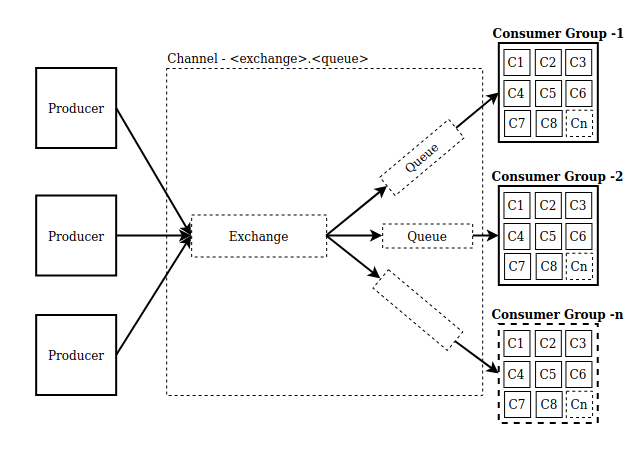 Consumer Group -1
Channel - <exchange>.<queue>
C1 C2 C3
C4 C5 C6
C7 C8 Cn
Producer
Queue
Consumer Group -2
C1 C2 C3
C4 C5 C6
C7 C8 Cn
Producer
Exchange
Queue
Consumer Group -n
C1 C2 C3
C4 C5 C6
C7 C8 Cn
Producer